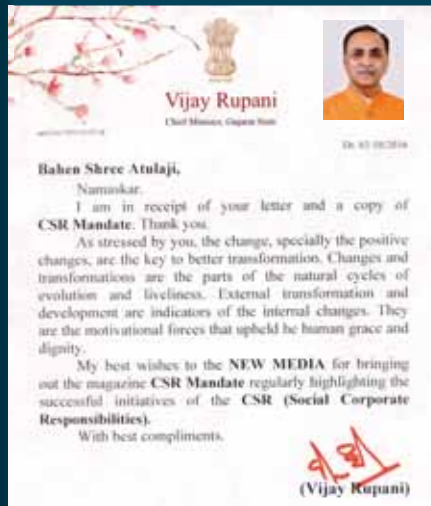 Vijay Rupani
Chief Minister, Gujarat State
Bahen Shree Atulaji,
Namaskar.
I am in receipt of your letter and a copy of
CSR Mandate. Thank you.
As stressed by you, the change, specially the positive
changes, are the key to better transformation. Changes and
transformations are the parts of the natural cycles of
evolution and liveliness. External transformation and
development are indicators of the internal changes. They
are the motivational forces that upheld he human grace and
dignity.
My best wishes to the NEW MEDIA for bringing
out the magazine CSR Mandate regularly highlighting the
successful initiatives of the CSR (Social Corporate
Responsibilities).
With best compliments.
(Vijay Rupani)